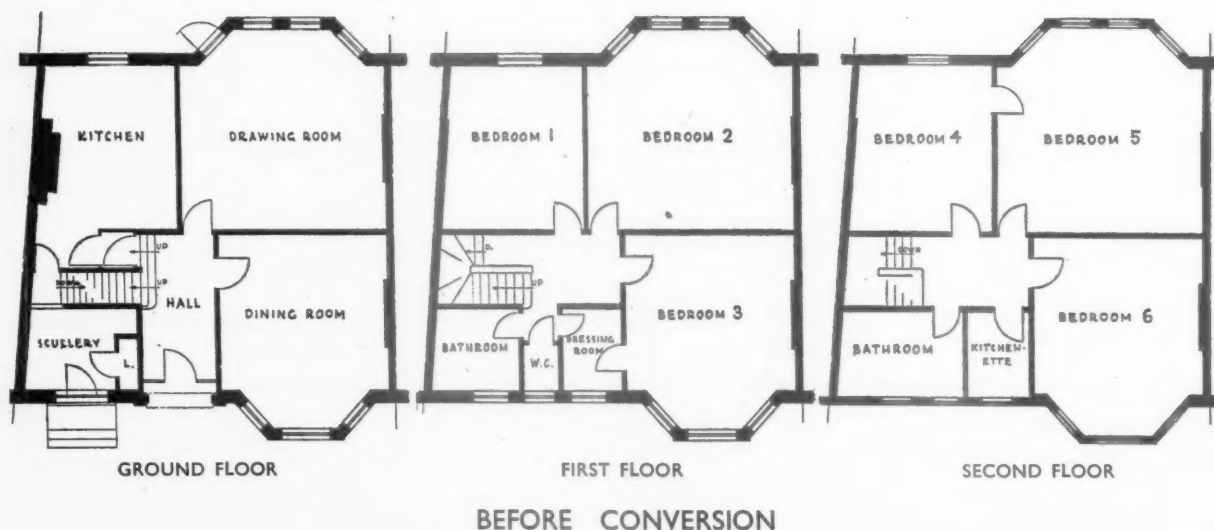 KITCHEN
DRAWING ROOM
UP
UP
DOWN
HALL
DINING ROOM
SCULLERY
L.
GROUND FLOOR
BEDROOM 1
BEDROOM 2
D.
UP
BATHROOM
W.C.
DRESSING
ROOM
BEDROOM 3
FIRST FLOOR
BEDROOM 4
BEDROOM 5
DOWN
BATHROOM
KITCHEN-
ETTE
BEDROOM 6
SECOND FLOOR
BEFORE CONVERSION